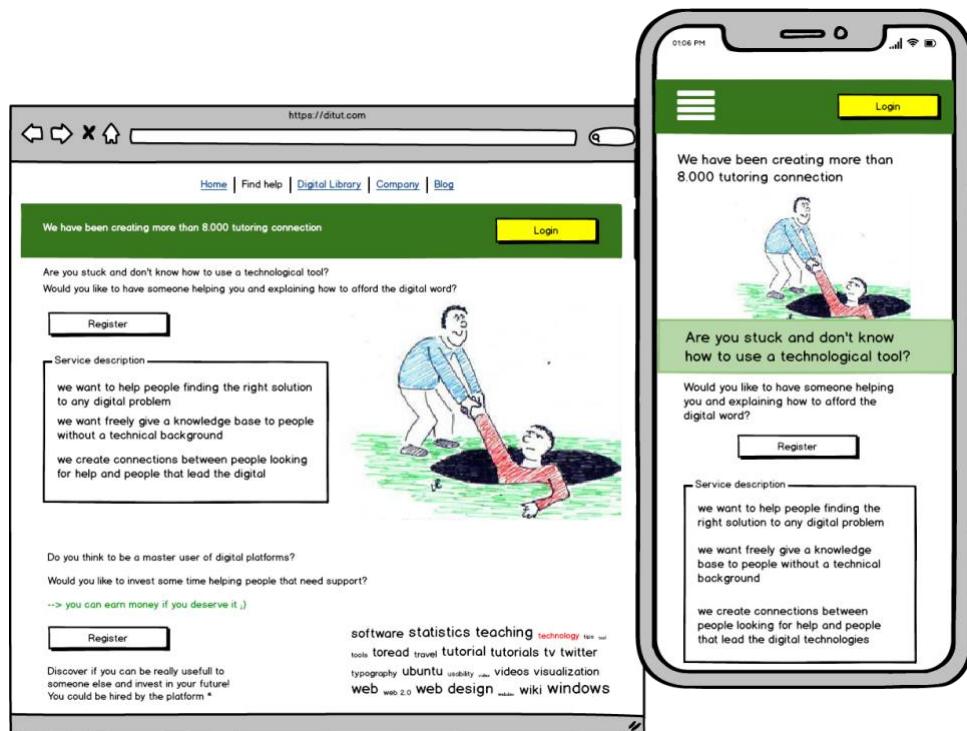 https://ditut.com
Home | Find help | Digital Library | Company | Blog
We have been creating more than 8.000 tutoring connection
Login
Are you stuck and don't know how to use a technological tool?
Would you like to have someone helping you and explaining how to afford the digital word?
Register
Service description
we want to help people finding the right solution
to any digital problem
we want freely give a knowledge base to people
without a technical background
we create connections between people looking
for help and people that lead the digital
Do you think to be a master user of digital platforms?
Would you like to invest some time helping people that need support?
--> you can earn money if you deserve it ;)
Register
Discover if you can be really usefull to
someone else and invest in your future!
You could be hired by the platform *
software statistics teaching technology tips tool
tools toread travel tutorial tutorials tv twitter
typography ubuntu usability video videos visualization
web web 2.0 web design wiki windows
01:06 PM
Login
We have been creating more than
8.000 tutoring connection
Are you stuck and don't know
how to use a technological tool?
Would you like to have someone helping
you and explaining how to afford the
digital word?
Register
Service description
we want to help people finding the
right solution to any digital problem
we want freely give a knowledge
base to people without a technical
background
we create connections between
people looking for help and people
that lead the digital technologies